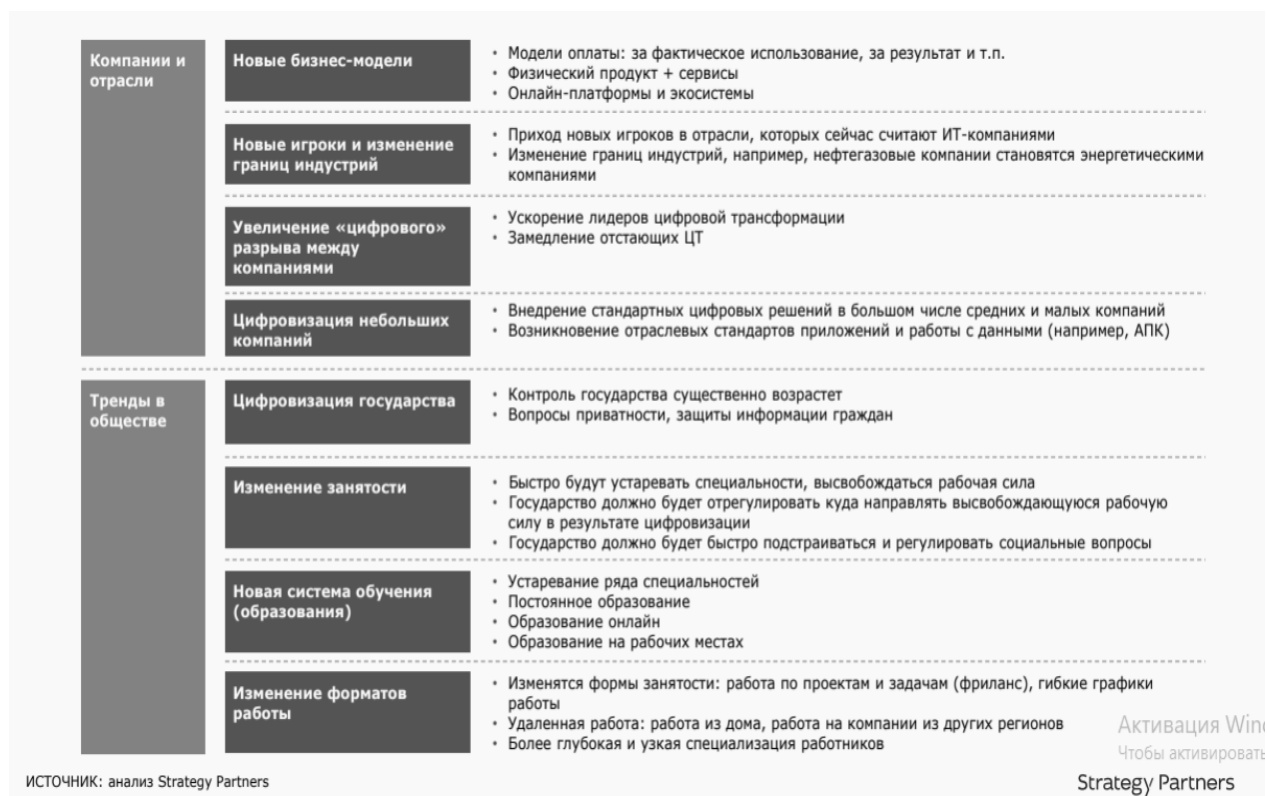 Компании и
отрасли
Новые бизнес-модели
• Модели оплаты: за фактическое использование, за результат и т.п.
• Физический продукт + сервисы
• Онлайн-платформы и экосистемы
Новые игроки и изменение
границ индустрий
• Приход новых игроков в отрасли, которых сейчас считают ИТ-компаниями
• Изменение границ индустрий, например, нефтегазовые компании становятся энергетическими
компаниями
Увеличение «цифрового»
разрыва между
компаниями
• Ускорение лидеров цифровой трансформации
• Замедление отстающих ЦТ
Цифровизация небольших
компаний
• Внедрение стандартных цифровых решений в большом числе средних и малых компаний
• Возникновение отраслевых стандартов приложений и работы с данными (например, АПК)
Тренды в
обществе
Цифровизация государства
• Контроль государства существенно возрастет
• Вопросы приватности, защиты информации граждан
Изменение занятости
• Быстро будут устаревать специальности, высвобождаться рабочая сила
• Государство должно будет отрегулировать куда направлять высвобождающуюся рабочую
силу в результате цифровизации
• Государство должно будет быстро подстраиваться и регулировать социальные вопросы
Новая система обучения
(образования)
• Устаревание ряда специальностей
• Постоянное образование
• Образование онлайн
• Образование на рабочих местах
Изменение форматов
работы
• Изменятся формы занятости: работа по проектам и задачам (фриланс), гибкие графики
работы
• Удаленная работа: работа из дома, работа на компании из других регионов
• Более глубокая и узкая специализация работников
Активация Wind
Чтобы активировать
ИСТОЧНИК: анализ Strategy Partners
Strategy Partners